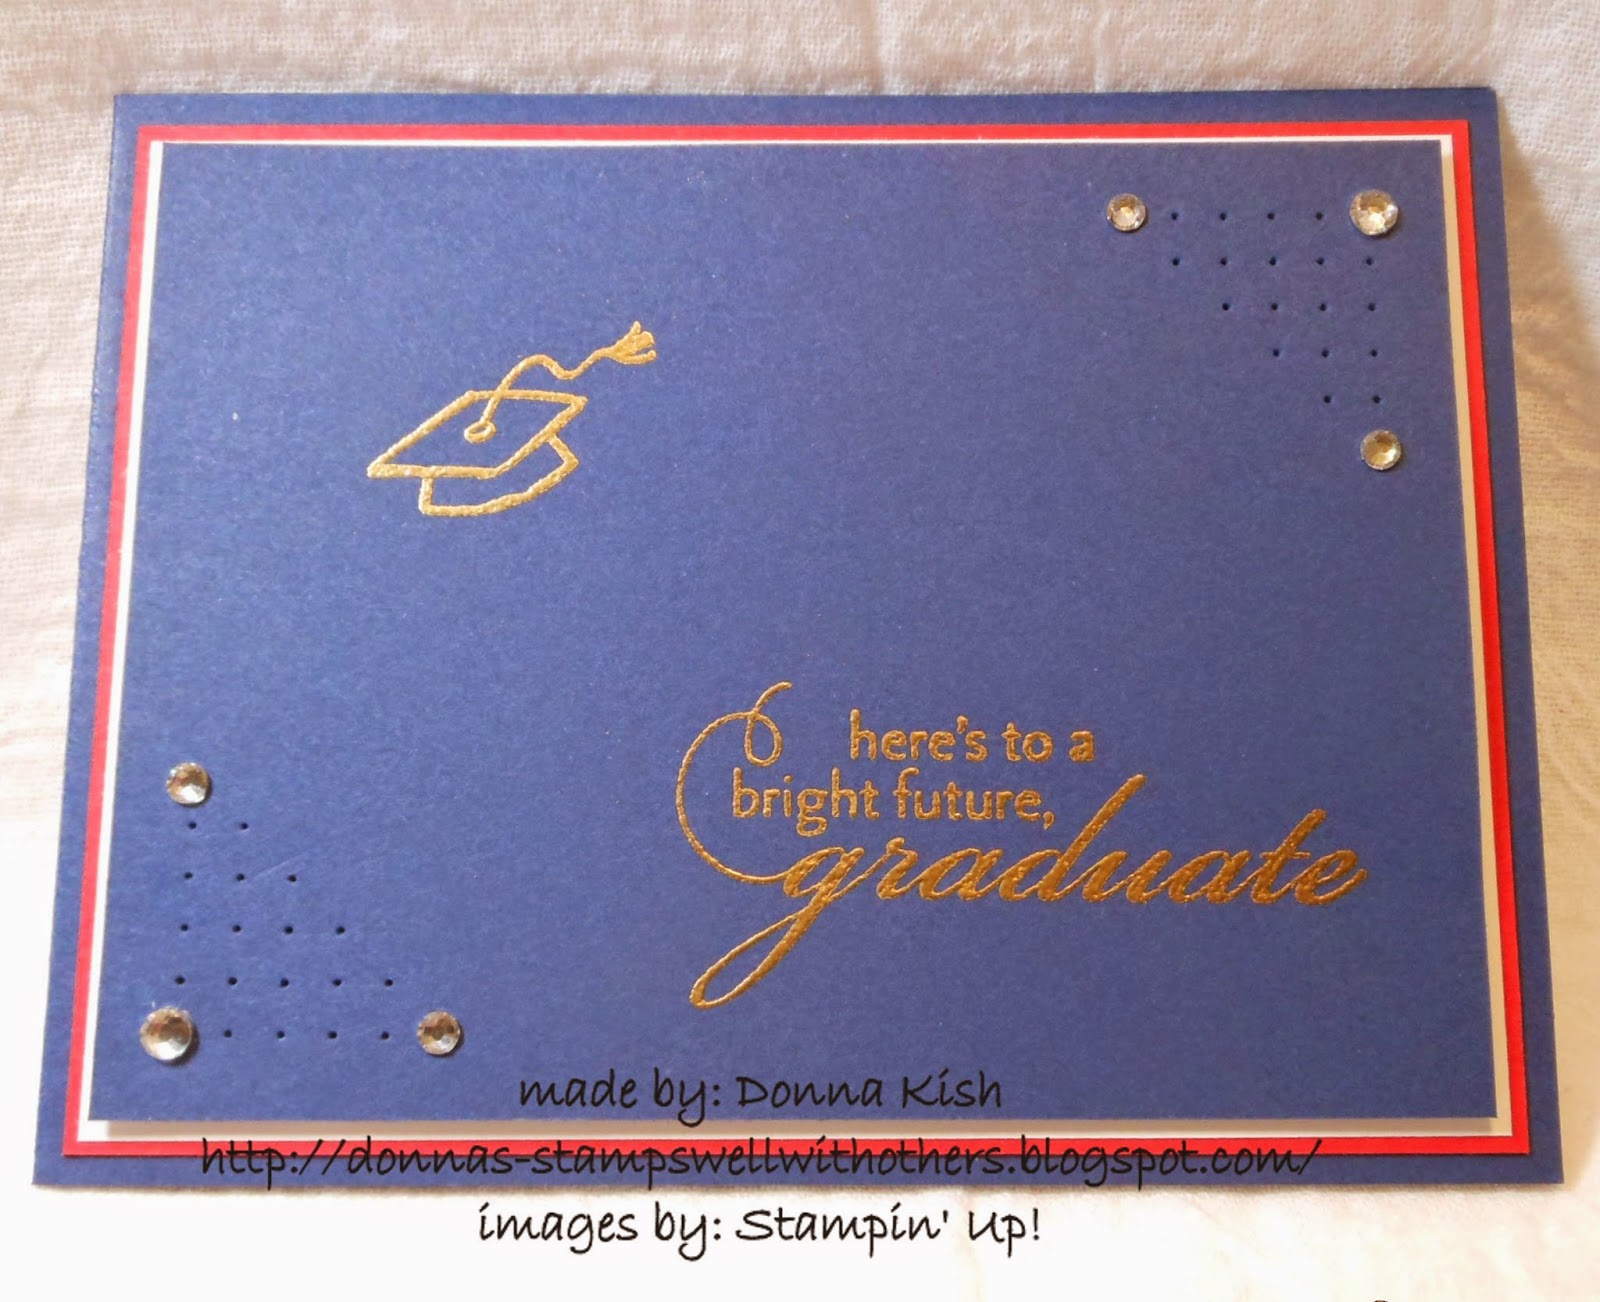 here's to a
bright future,
graduate
made by: Donna Kish
http://donnas-stampswellwithothers.blogspot.com/
images by: Stampin' Up!